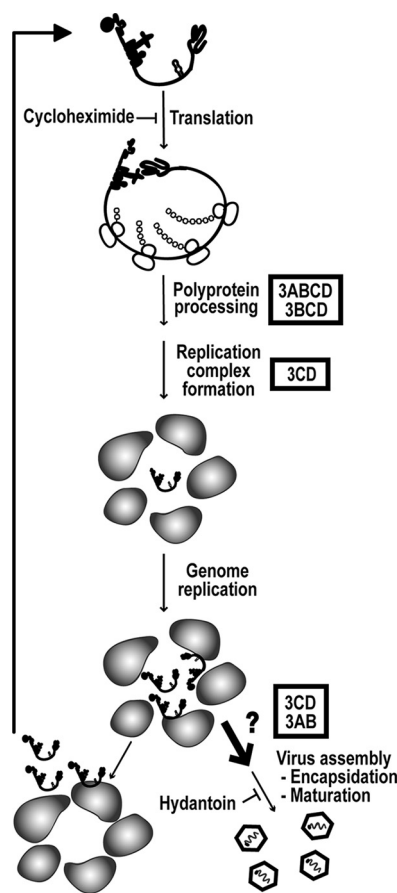 Cycloheximide
Translation
Polyprotein
processing
3ABCD
3BCD
Replication
complex
formation
3CD
Genome
replication
?
3CD
3AB
Virus assembly
- Encapsidation
- Maturation
Hydantoin